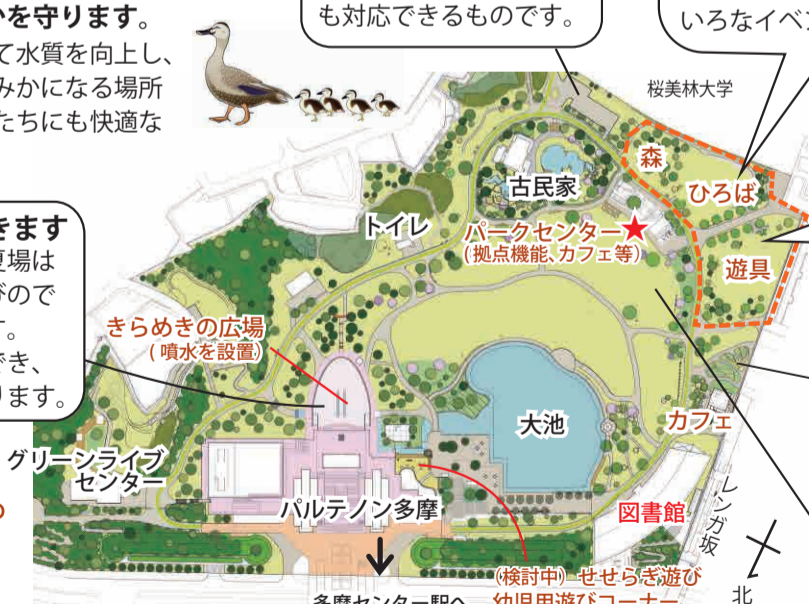 かを守ります。
て水質を向上し、
みかになる場所
たちにも快適な
も対応できるものです。
いろなイベン
桜美林大学
森
ひろば
古民家
トイレ
パークセンター★
(拠点機能、カフェ等)
遊具
きます
夏場は
びので
す。
でき、
ります。
きらめきの広場
(噴水を設置)
大池
カフェ
グリーンライブ
センター
パルテノン多摩
図書館
レンガ坂
(検討中) せせらぎ遊び
幼児用遊びコーナー
多摩センター駅へ
北